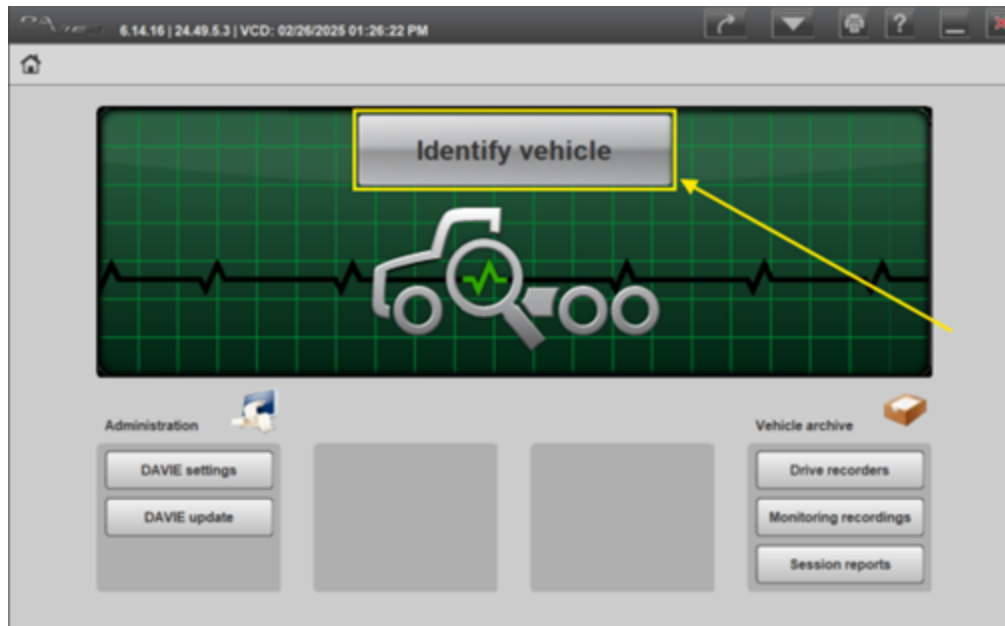 DAVIE4 6.14.16 | 24.49.5.3 | VCD: 02/26/2025 01:26:22 PM
?
Identify vehicle
Administration
Vehicle archive
DAVIE settings
Drive recorders
DAVIE update
Monitoring recordings
Session reports